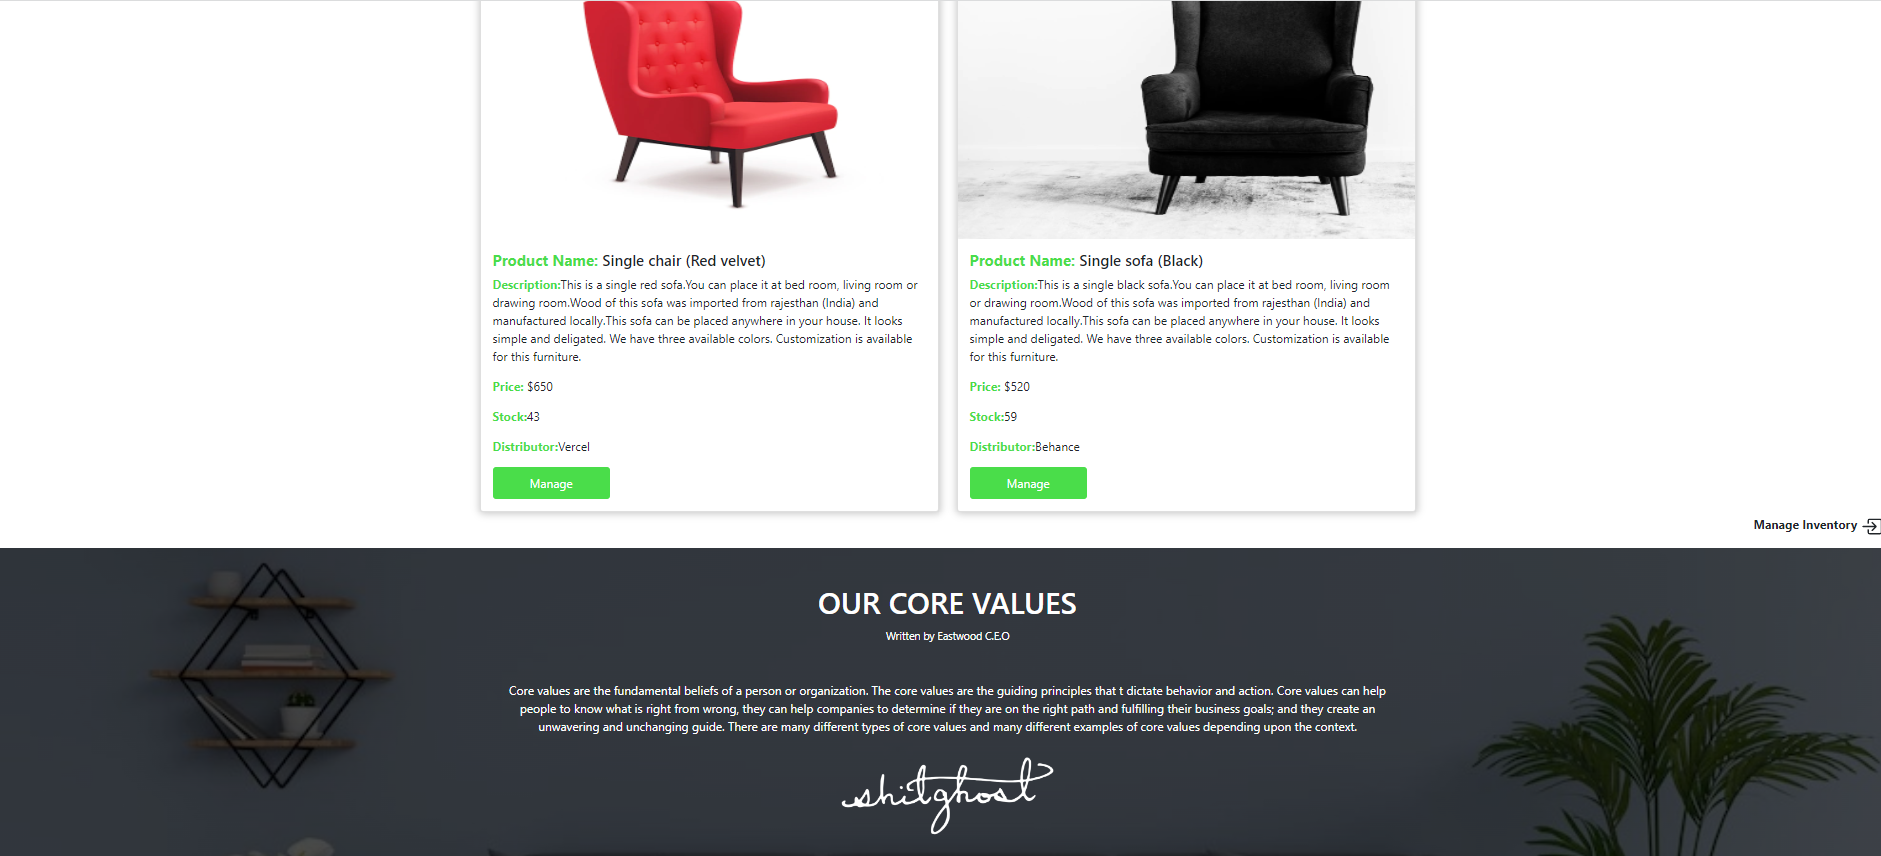 Product Name: Single chair (Red velvet)
Description:This is a single red sofa.You can place it at bed room, living room or
drawing room.Wood of this sofa was imported from rajesthan (India) and
manufactured locally.This sofa can be placed anywhere in your house. It looks
simple and deligated. We have three available colors. Customization is available
for this furniture.
Price: $650
Stock:43
Distributor:Vercel
Manage
Product Name: Single sofa (Black)
Description:This is a single black sofa.You can place it at bed room, living room
or drawing room.Wood of this sofa was imported from rajesthan (India) and
manufactured locally.This sofa can be placed anywhere in your house. It looks
simple and deligated. We have three available colors. Customization is available
for this furniture.
Price: $520
Stock:59
Distributor:Behance
Manage
Manage Inventory
OUR CORE VALUES
Written by Eastwood C.E.O
Core values are the fundamental beliefs of a person or organization. The core values are the guiding principles that t dictate behavior and action. Core values can help
people to know what is right from wrong, they can help companies to determine if they are on the right path and fulfilling their business goals; and they create an
unwavering and unchanging guide. There are many different types of core values and many different examples of core values depending upon the context.
shitghost